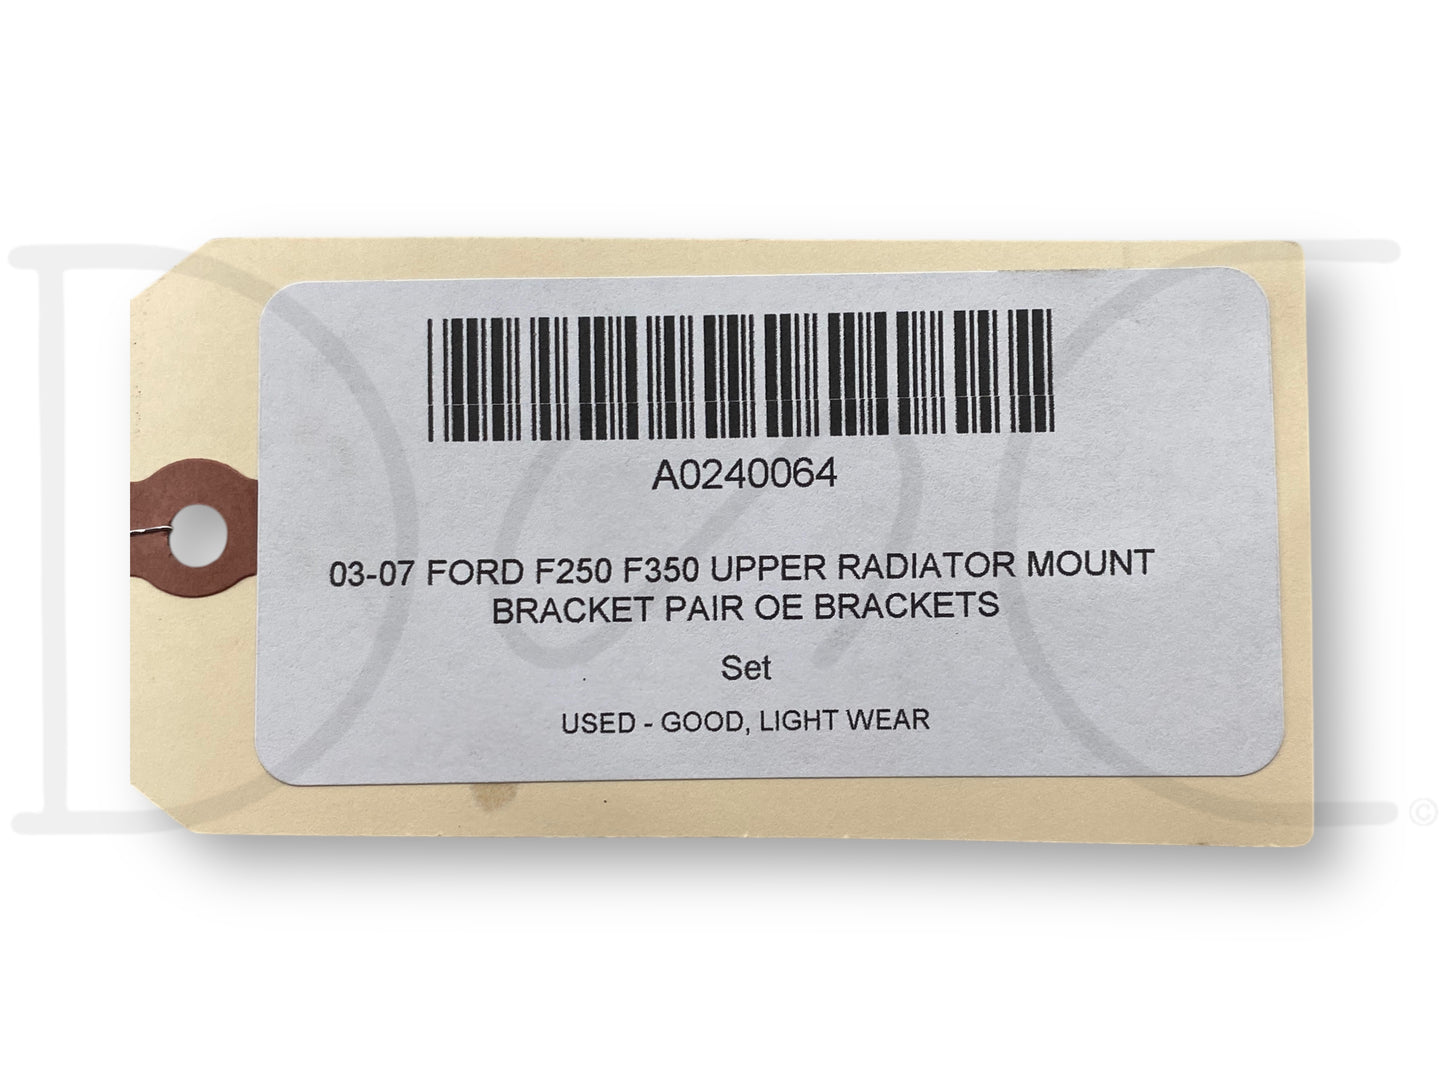 A0240064
03-07 FORD F250 F350 UPPER RADIATOR MOUNT
BRACKET PAIR OE BRACKETS
Set
USED - GOOD, LIGHT WEAR
©